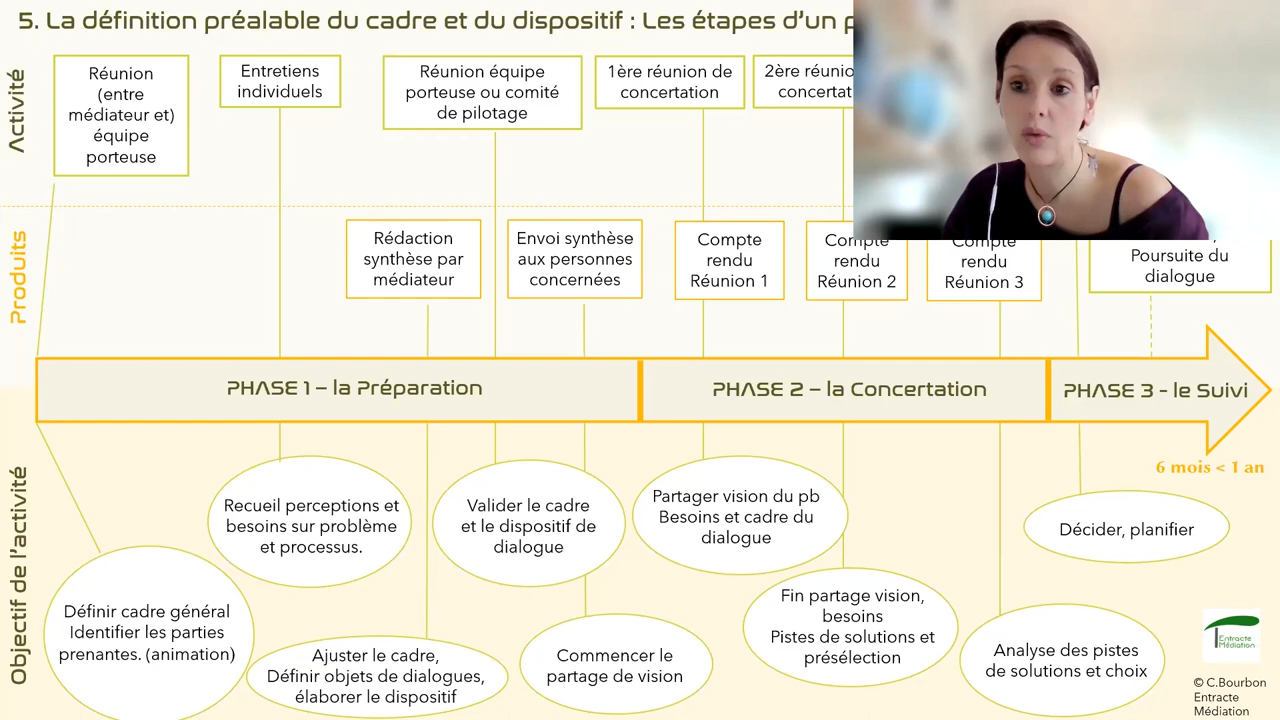 5. La définition préalable du cadre et du dispositif : Les étapes d'un
Activité
Réunion
(entre
médiateur et)
équipe
porteuse
Entretiens
individuels
Réunion équipe
porteuse ou comité
de pilotage
1ère réunion de
concertation
2ère
Produits
Rédaction
synthèse par
médiateur
Envoi synthèse
aux personnes
concernées
Compte
rendu
Réunion 1
Compte
rendu
Réunion 2
Compte
rendu
Réunion 3
Poursuite du
dialogue
PHASE 1 – la Préparation
PHASE 2 – la Concertation
PHASE 3 - le Suivi
6 mois < 1 an
Objectif de l'activité
Définir cadre général
Identifier les parties
prenantes. (animation)
Recueil perceptions et
besoins sur problème
et processus.
Ajuster le cadre,
Définir objets de dialogues,
élaborer le dispositif
Valider le cadre
et le dispositif de
dialogue
Commencer le
partage de vision
Partager vision du pb
Besoins et cadre du
dialogue
Fin partage vision,
besoins
Pistes de solutions et
présélection
Analyse des pistes
de solutions et choix
Décider, planifier
Entracte
Médiation
© C.Bourbon
Entracte
Médiation